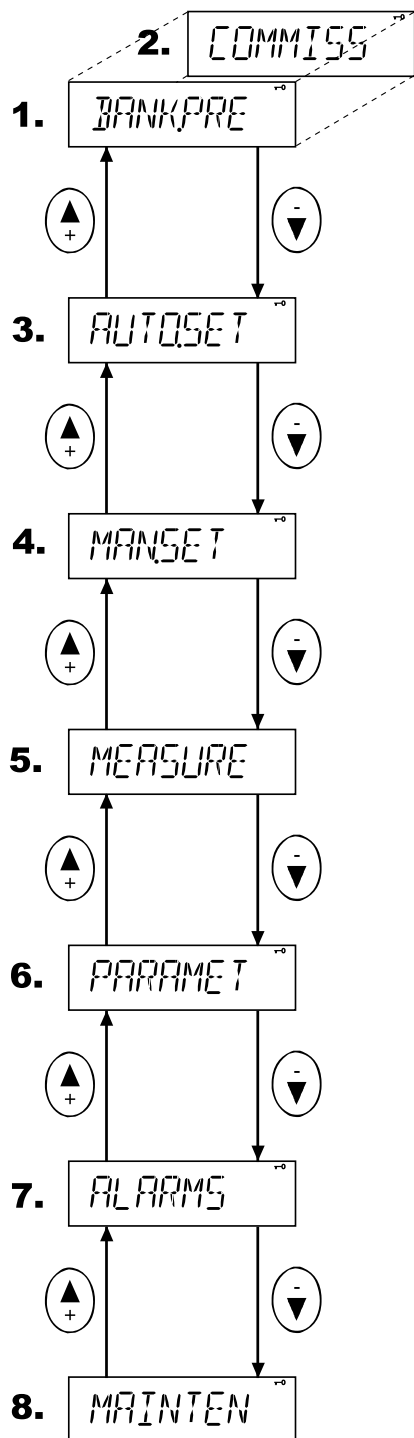 2. COMMISS
1. BANK.PRE
+ -
3. AUTO.SET
+ -
4. MAN.SET
+ -
5. MEASURE
+ -
6. PARAMET
+ -
7. ALARMS
+ -
8. MAINTEN